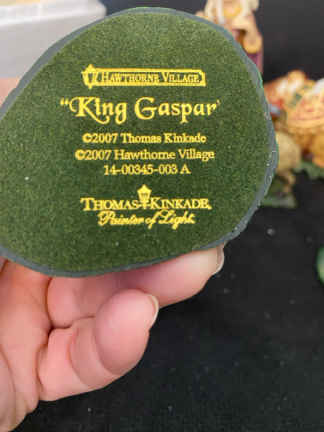 HAWTHORNE VILLAGE
"King Gaspar"
©2007 Thomas Kinkade
©2007 Hawthorne Village
14-00345-003 A
THOMAS KINKADE,
Painter of Light